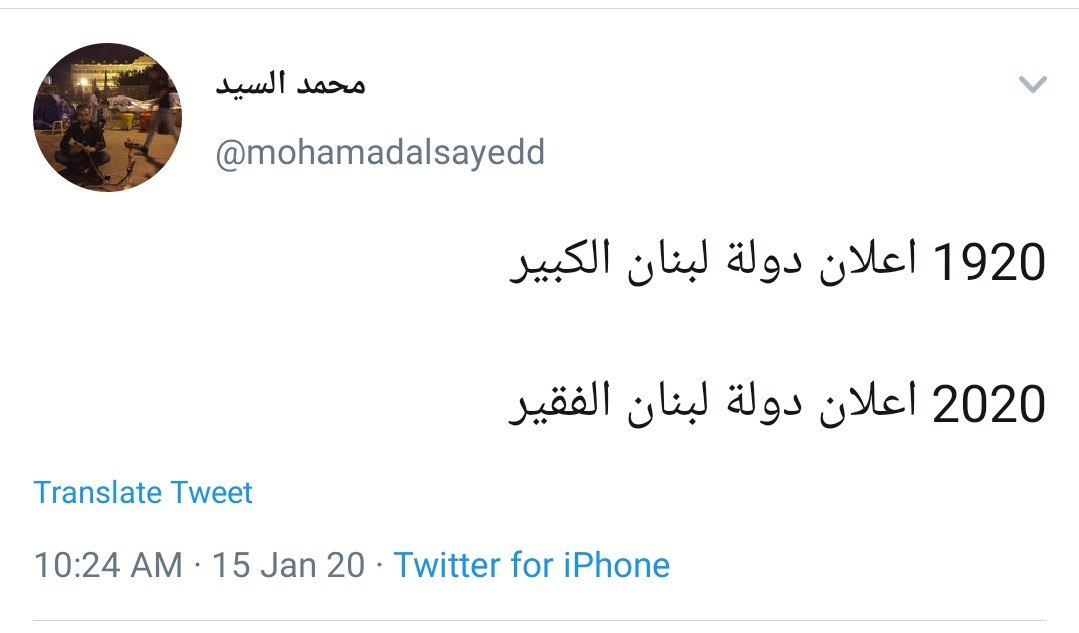 محمد السيد
@mohamadalsayedd
1920 اعلان دولة لبنان الكبير
2020 اعلان دولة لبنان الفقير
Translate Tweet
10:24 AM · 15 Jan 20 · Twitter for iPhone